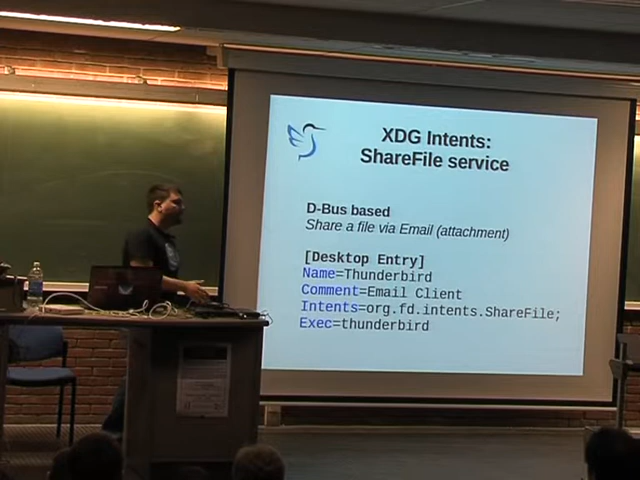 XDG Intents:
ShareFile service
D-Bus based
Share a file via Email (attachment)
[Desktop Entry]
Name=Thunderbird
Comment=Email Client
Intents=org.fd.intents.ShareFile;
Exec=thunderbird